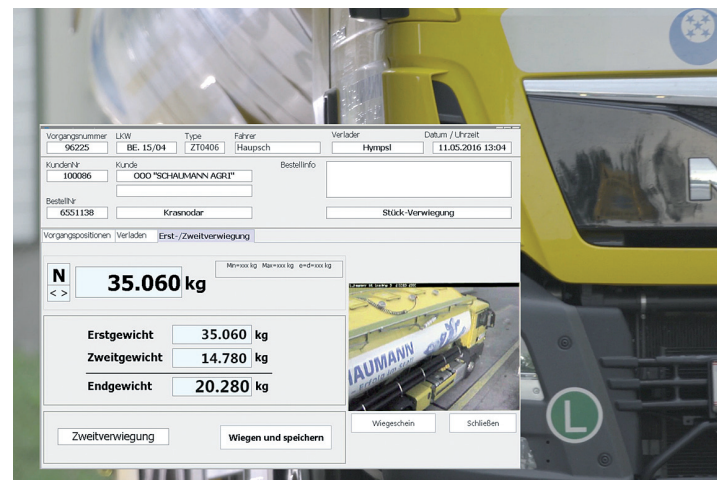 Vorgangsnummer LKW Type Fahrer Verlader Datum / Uhrzeit
96225 BE. 15/04 ZT0406 Haupsch Hympsl 11.05.2016 13:04
KundenNr Kunde Bestellinfo
100086 OOO "SCHAUMANN AGRI"
BestellNr
6551138 Krasnodar Stück-Verwiegung
Vorgangspositionen Verladen Erst-/Zweitverwiegung
N
< >
35.060 kg
Min=xxx kg Max=xxx kg e=d=xxx kg
Erstgewicht 35.060 kg
Zweitgewicht 14.780 kg
Endgewicht 20.280 kg
HAUMANN
Wiegeschein Schließen
Zweitverwiegung Wiegen und speichern
L